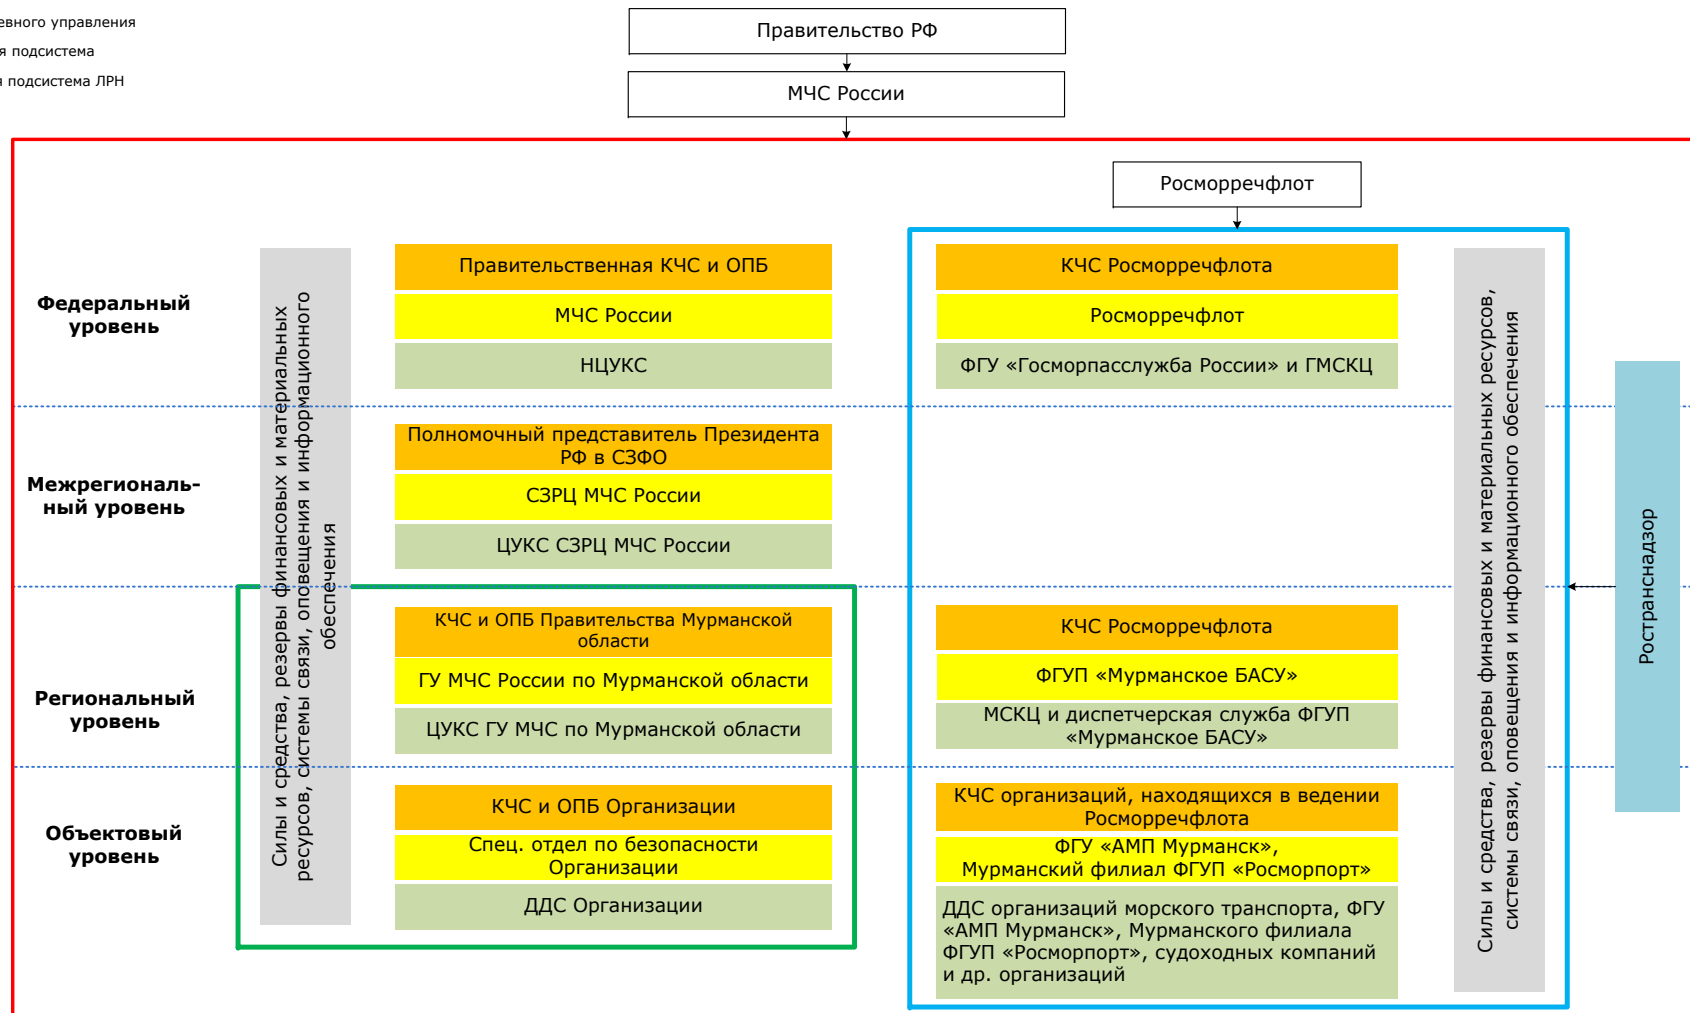 подсистема
подсистема ЛРН
управления
Правительство РФ
МЧС России
Росморречфлот
Федеральный
уровень
Силы и средства, резервы финансовых и материальных
ресурсов, системы связи, оповещения и информационного
обеспечения
Правительственная КЧС и ОПБ
МЧС России
НЦУКС
КЧС Росморречфлота
Росморречфлот
ФГУ «Госморпасслужба России» и ГМСКЦ
Силы и средства, резервы финансовых и материальных ресурсов,
системы связи, оповещения и информационного обеспечения
Ространснадзор
Межрегиональ-
ный уровень
Полномочный представитель Президента
РФ в СЗФО
СЗРЦ МЧС России
ЦУКС СЗРЦ МЧС России
Региональный
уровень
КЧС и ОПБ Правительства Мурманской
области
ГУ МЧС России по Мурманской области
ЦУКС ГУ МЧС по Мурманской области
КЧС Росморречфлота
ФГУП «Мурманское БАСУ»
МСКЦ и диспетчерская служба ФГУП
«Мурманское БАСУ»
Объектовый
уровень
КЧС и ОПБ Организации
Спец. отдел по безопасности
Организации
ДДС Организации
КЧС организаций, находящихся в ведении
Росморречфлота
ФГУ «АМП Мурманск»,
Мурманский филиал ФГУП «Росморпорт»
ДДС организаций морского транспорта, ФГУ
«АМП Мурманск», Мурманского филиала
ФГУП «Росморпорт», судоходных компаний
и др. организаций